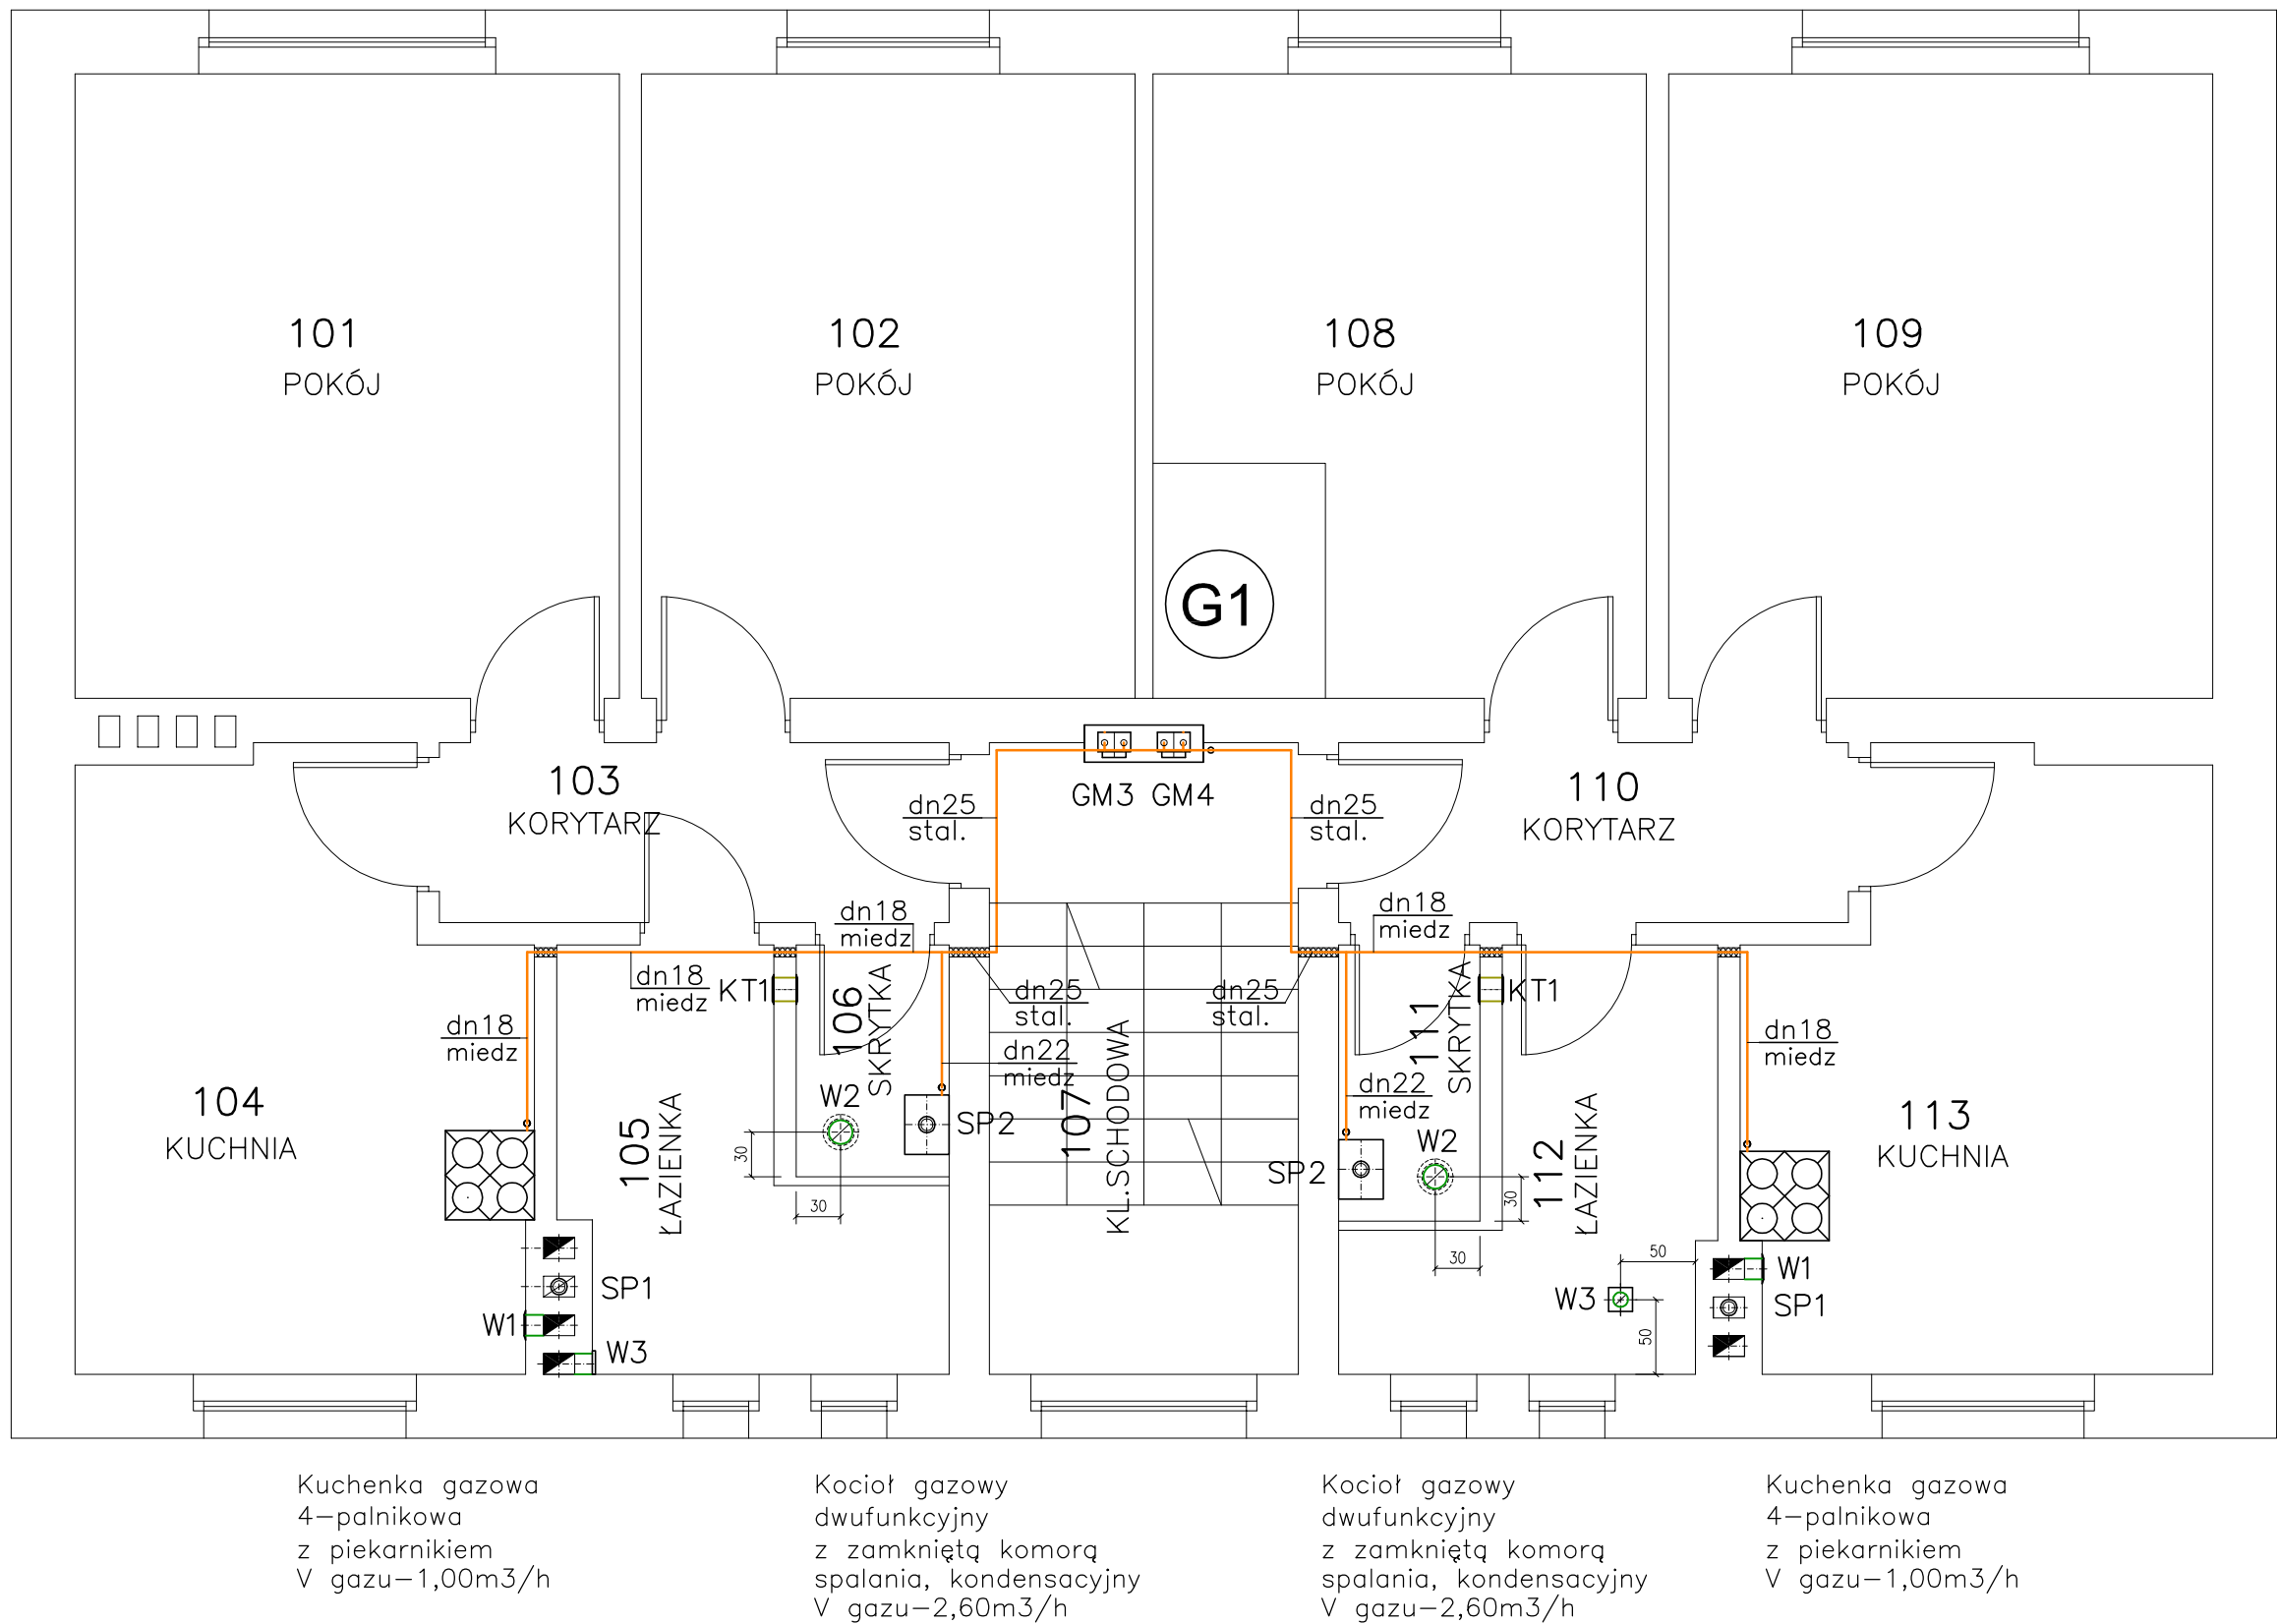 101
POKÓJ
102
POKÓJ
108
POKÓJ
109
POKÓJ
G1
103
KORYTARZ
GM3 GM4
110
KORYTARZ
dn25
stal.
dn25
stal.
dn18
miedz
dn18
miedz
dn18
miedz
KT1
106
SKRYTKA
dn25
stal.
dn25
stal.
111
SKRYTKA
KT1
dn18
miedz
dn18
miedz
dn22
miedz
dn22
miedz
104
KUCHNIA
105
ŁAZIENKA
W2
SP2
30
30
107
KL.SCHODOWA
SP2
W2
30
30
112
ŁAZIENKA
113
KUCHNIA
SP1
W1
W3
W3
50
50
W1
SP1
Kuchenka gazowa
4-palnikowa
z piekarnikiem
V gazu-1,00m3/h
Kocioł gazowy
dwufunkcyjny
z zamkniętą komorą
spalania, kondensacyjny
V gazu-2,60m3/h
Kocioł gazowy
dwufunkcyjny
z zamkniętą komorą
spalania, kondensacyjny
V gazu-2,60m3/h
Kuchenka gazowa
4-palnikowa
z piekarnikiem
V gazu-1,00m3/h